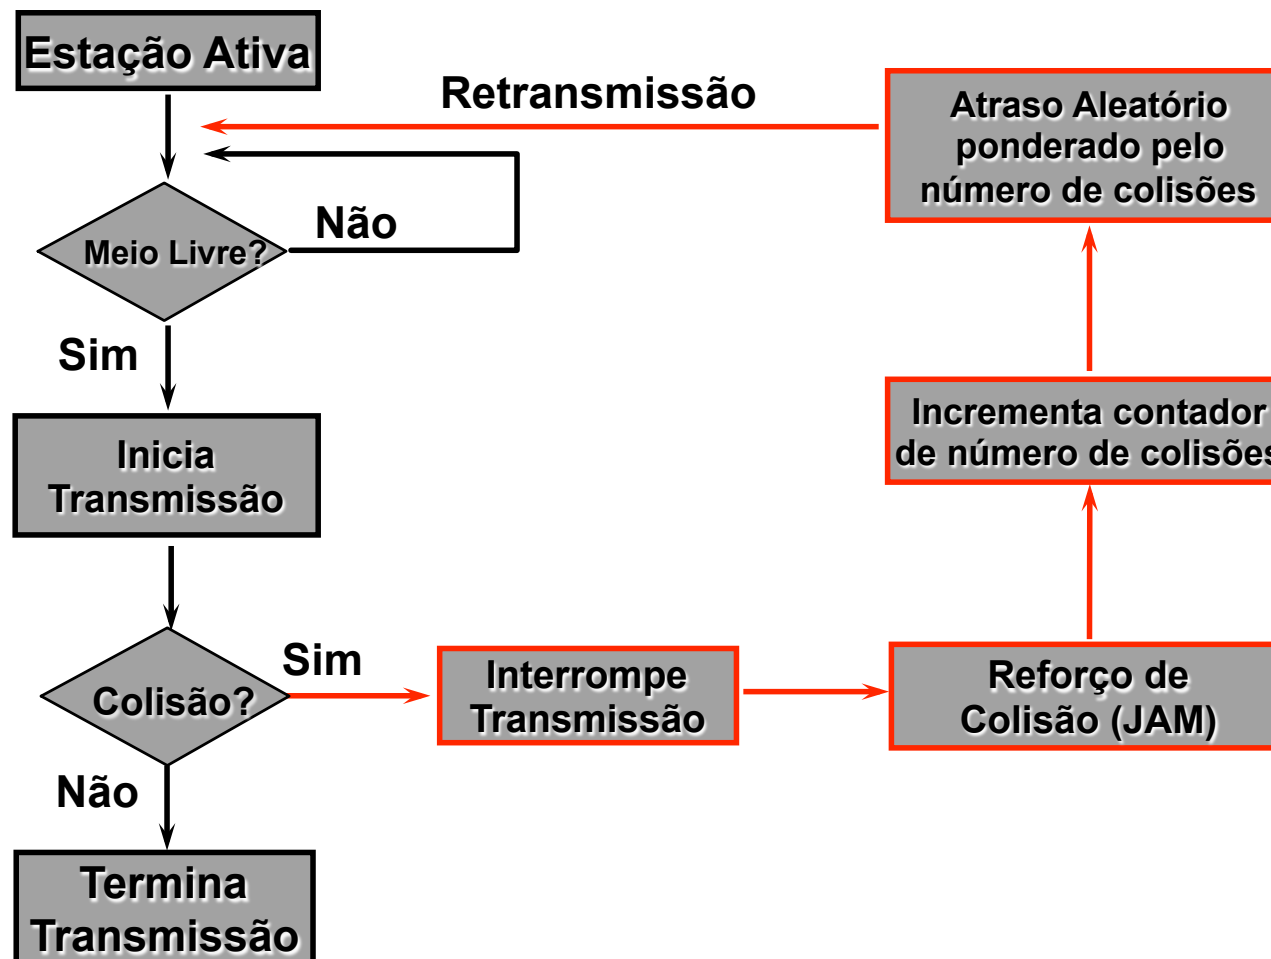 Estação Ativa
Retransmissão
Atraso Aleatório
ponderado pelo
número de colisões
Não
Meio Livre?
Sim
Incrementa contador
de número de colisões
Inicia
Transmissão
Sim
Colisão?
Interrompe
Transmissão
Reforço de
Colisão (JAM)
Não
Termina
Transmissão